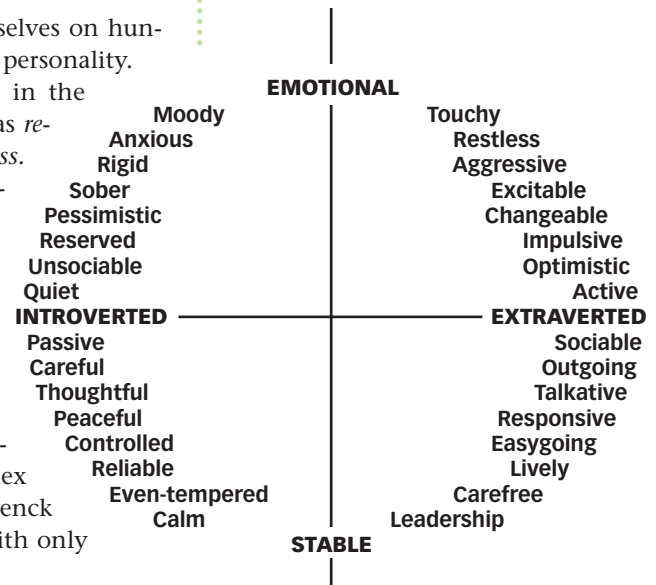 selves on hun-
personality.
in the
as re-
ss.
-
-
lex
enck
ith only
EMOTIONAL
Moody
Anxious
Rigid
Sober
Pessimistic
Reserved
Unsociable
Quiet
Touchy
Restless
Aggressive
Excitable
Changeable
Impulsive
Optimistic
Active
INTROVERTED
EXTRAVERTED
Passive
Careful
Thoughtful
Peaceful
Controlled
Reliable
Even-tempered
Calm
Sociable
Outgoing
Talkative
Responsive
Easygoing
Lively
Carefree
Leadership
STABLE